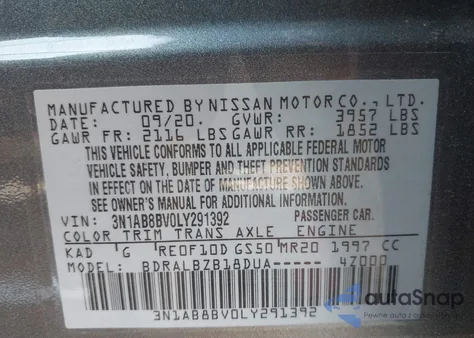 MANUFACTURED BY NISSAN MOTOR CO., LTD.
DATE: 09/20. GVWR: 3957 LBS
GAWR FR: 2116 LBS GAWR RR: 1852 LBS
THIS VEHICLE CONFORMS TO ALL APPLICABLE FEDERAL MOTOR
VEHICLE SAFETY, BUMPER, AND THEFT PREVENTION STANDARDS
IN EFFECT ON THE DATE OF MANUFACTURE SHOWN ABOVE.
SEE OWNER'S MANUAL FOR ADDITIONAL INFORMATION.
VIN: 3N1AB8BV0LY291392 PASSENGER CAR.
COLOR TRIM TRANS AXLE ENGINE
KAD G RE0F10D GS50 MR20 1997 CC
MODEL: BDRALBZB18DUA----- 4Z000
3N1AB8BV0LY291392
autoSnap
Pewne auta z